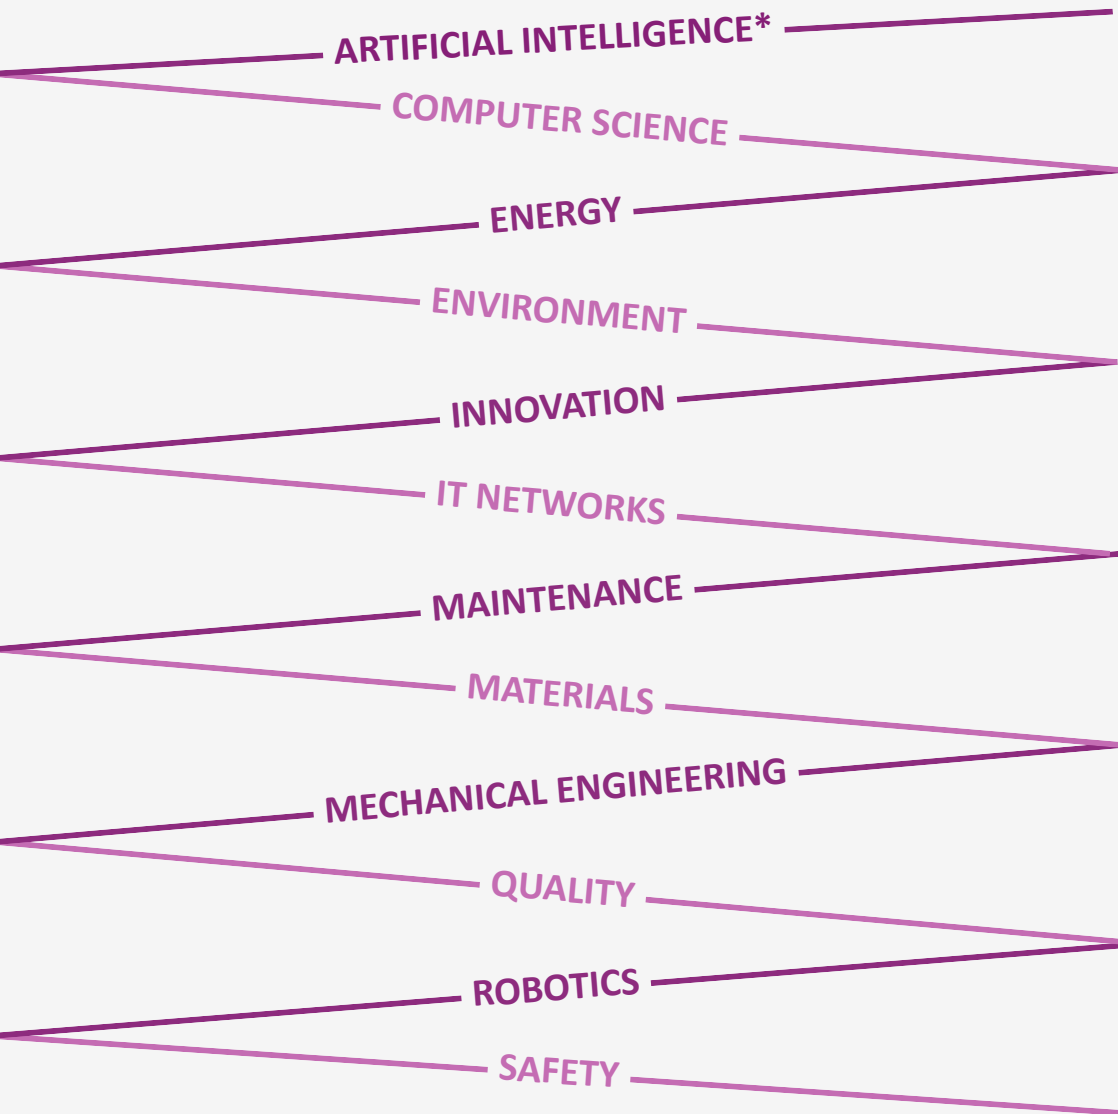 ARTIFICIAL INTELLIGENCE*
COMPUTER SCIENCE
ENERGY
ENVIRONMENT
INNOVATION
IT NETWORKS
MAINTENANCE
MATERIALS
MECHANICAL ENGINEERING
QUALITY
ROBOTICS
SAFETY